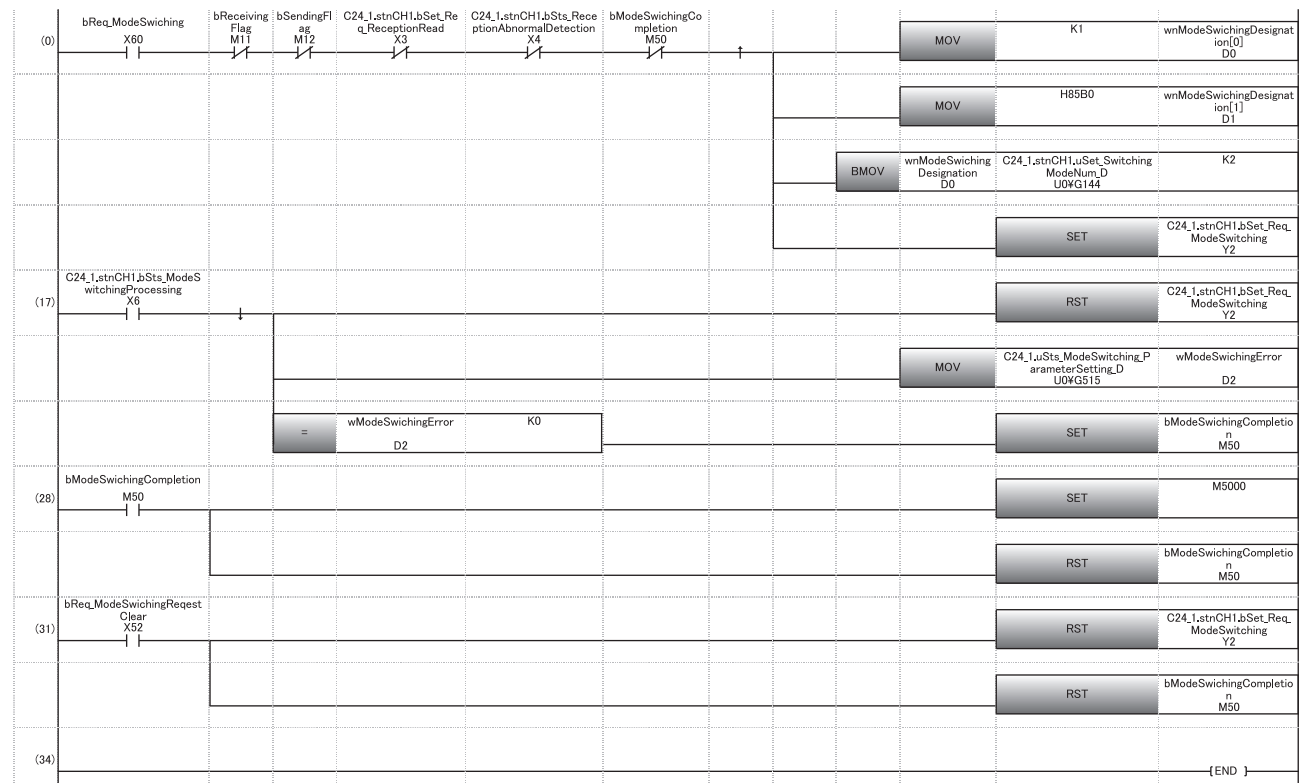 bReq_ModeSwiching
X60
bReceiving
Flag
M11
bSendingFl
ag
M12
C24_1.stnCH1.bSet_Re
q_ReceptionRead
X3
C24_1.stnCH1.bSts_Rece
ptionAbnormalDetection
X4
bModeSwichingCo
mpletion
M50
(0)
↑
MOV
K1
wnModeSwichingDesignat
ion[0]
D0
MOV
H85B0
wnModeSwichingDesignat
ion[1]
D1
BMOV
wnModeSwiching
Designation
D0
C24_1.stnCH1.uSet_Switching
ModeNum_D
U0¥G144
K2
SET
C24_1.stnCH1.bSet_Req_
ModeSwitching
Y2
(17)
C24_1.stnCH1.bSts_ModeS
witchingProcessing
X6
↓
RST
C24_1.stnCH1.bSet_Req_
ModeSwitching
Y2
MOV
C24_1.uSts_ModeSwitching_P
arameterSetting_D
U0¥G515
wModeSwichingError
D2
=
wModeSwichingError
D2
K0
SET
bModeSwichingCompletio
n
M50
(28)
bModeSwichingCompletion
M50
SET
M5000
RST
bModeSwichingCompletio
n
M50
(31)
bReq_ModeSwichingReqest
Clear
X52
RST
C24_1.stnCH1.bSet_Req_
ModeSwitching
Y2
RST
bModeSwichingCompletio
n
M50
(34)
[END ]